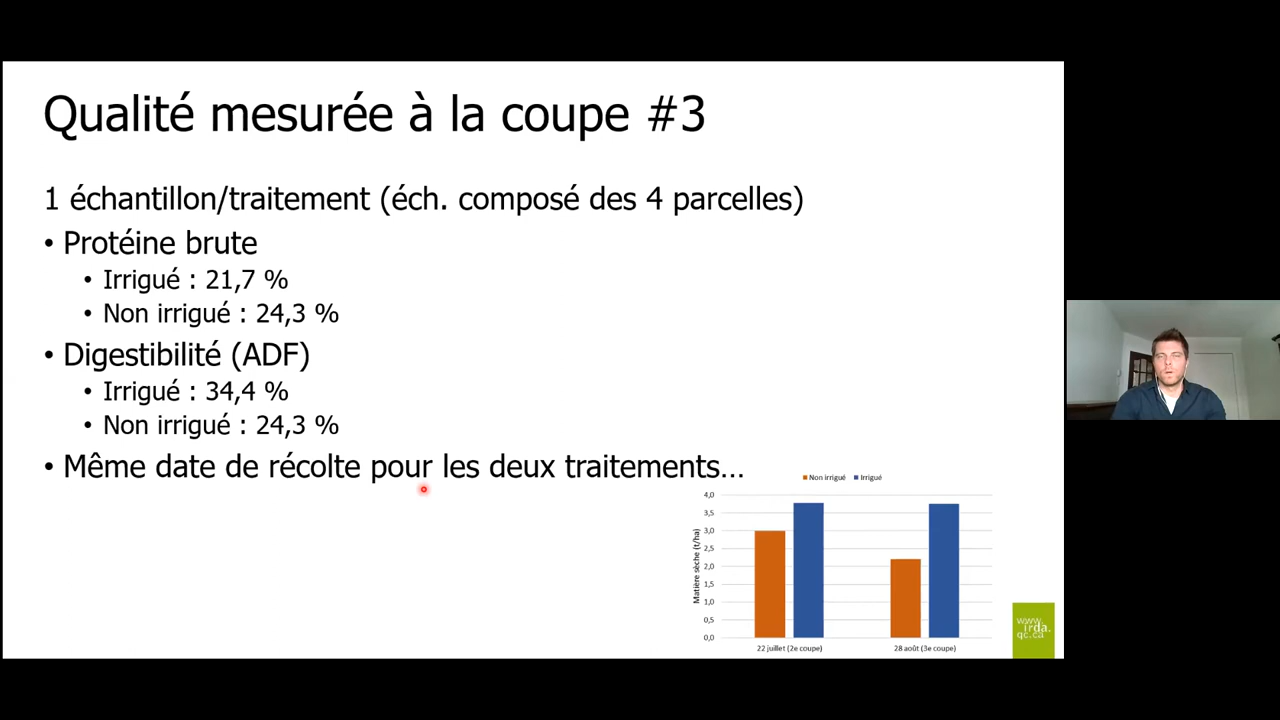 Qualité mesurée à la coupe #3
1 échantillon/traitement (éch. composé des 4 parcelles)
• Protéine brute
• Irrigué : 21,7 %
• Non irrigué : 24,3 %
• Digestibilité (ADF)
• Irrigué : 34,4 %
• Non irrigué : 24,3 %
• Même date de récolte pour les deux traitements…
Non irrigué Irrigué
Matière sèche (t/ha)
4,0
3,5
3,0
2,5
2,0
1,5
1,0
0,5
0,0
22 juillet (2e coupe) 28 août (3e coupe)
www.
irda.
qc.ca